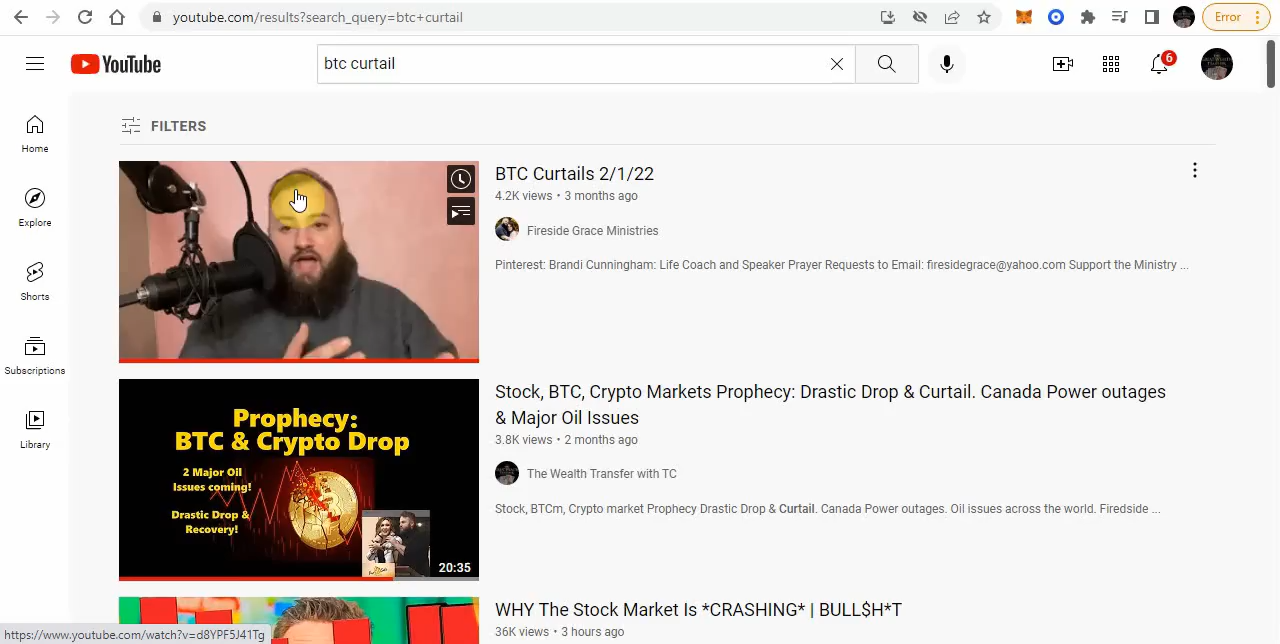 youtube.com/results?search_query=btc+curtail
Error
YouTube
btc curtail
6
Home
Explore
Shorts
Subscriptions
Library
FILTERS
BTC Curtails 2/1/22
4.2K views • 3 months ago
Fireside Grace Ministries
Pinterest: Brandi Cunningham: Life Coach and Speaker Prayer Requests to Email: firesidegrace@yahoo.com Support the Ministry ...
Prophecy:
BTC & Crypto Drop
2 Major Oil
Issues coming!
Drastic Drop &
Recovery!
20:35
Stock, BTC, Crypto Markets Prophecy: Drastic Drop & Curtail. Canada Power outages
& Major Oil Issues
3.8K views • 2 months ago
The Wealth Transfer with TC
Stock, BTCm, Crypto market Prophecy Drastic Drop & Curtail. Canada Power outages. Oil issues across the world. Firedside ...
WHY The Stock Market Is *CRASHING* | BULL$H*T
36K views • 3 hours ago
https://www.youtube.com/watch?v=d8YPF5J41Tg